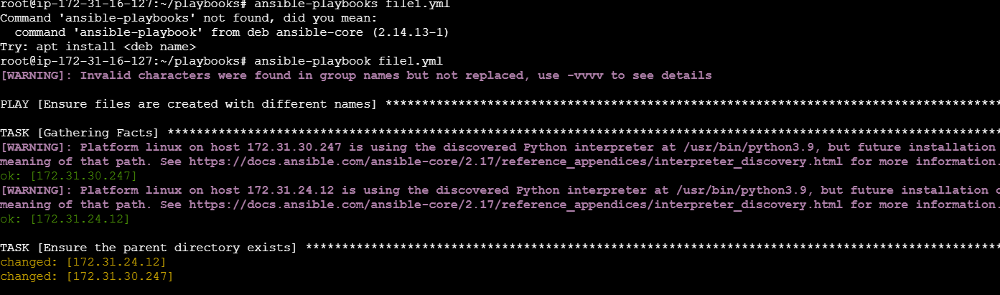 root@ip-172-31-16-127:~/playbooks# ansible-playbooks file1.yml
Command 'ansible-playbooks' not found, did you mean:
  command 'ansible-playbook' from deb ansible-core (2.14.13-1)
Try: apt install <deb name>
root@ip-172-31-16-127:~/playbooks# ansible-playbook file1.yml
[WARNING]: Invalid characters were found in group names but not replaced, use -vvvv to see details
PLAY [Ensure files are created with different names] *************************************************************************************
TASK [Gathering Facts] *******************************************************************************************************************
[WARNING]: Platform linux on host 172.31.30.247 is using the discovered Python interpreter at /usr/bin/python3.9, but future installation
meaning of that path. See https://docs.ansible.com/ansible-core/2.17/reference_appendices/interpreter_discovery.html for more information.
ok: [172.31.30.247]
[WARNING]: Platform linux on host 172.31.24.12 is using the discovered Python interpreter at /usr/bin/python3.9, but future installation
meaning of that path. See https://docs.ansible.com/ansible-core/2.17/reference_appendices/interpreter_discovery.html for more information.
ok: [172.31.24.12]
TASK [Ensure the parent directory exists] ************************************************************************************************
changed: [172.31.24.12]
changed: [172.31.30.247]